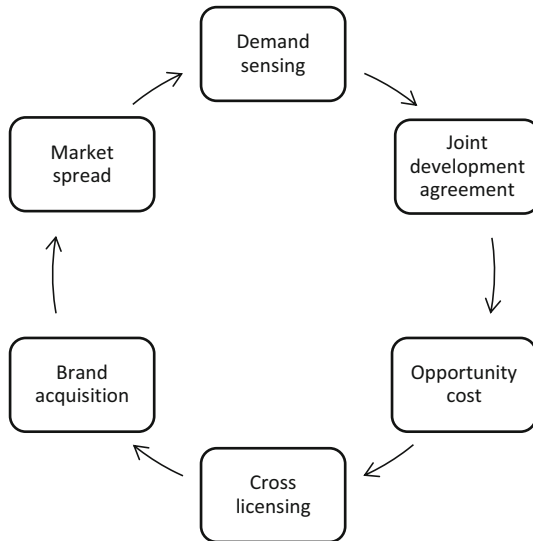 Demand
sensing
Joint
development
agreement
Opportunity
cost
Cross
licensing
Brand
acquisition
Market
spread